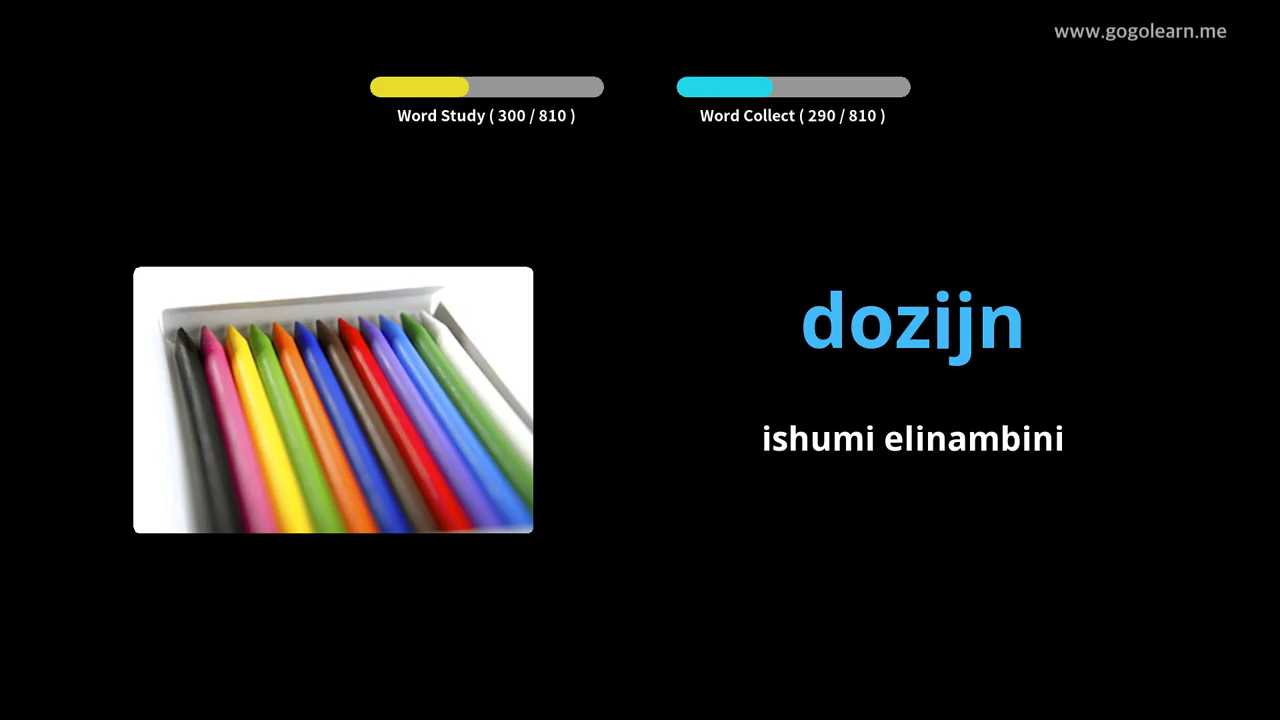 www.gogolearn.me
Word Study ( 300 / 810 )
Word Collect ( 290 / 810 )
dozijn
ishumi elinambini